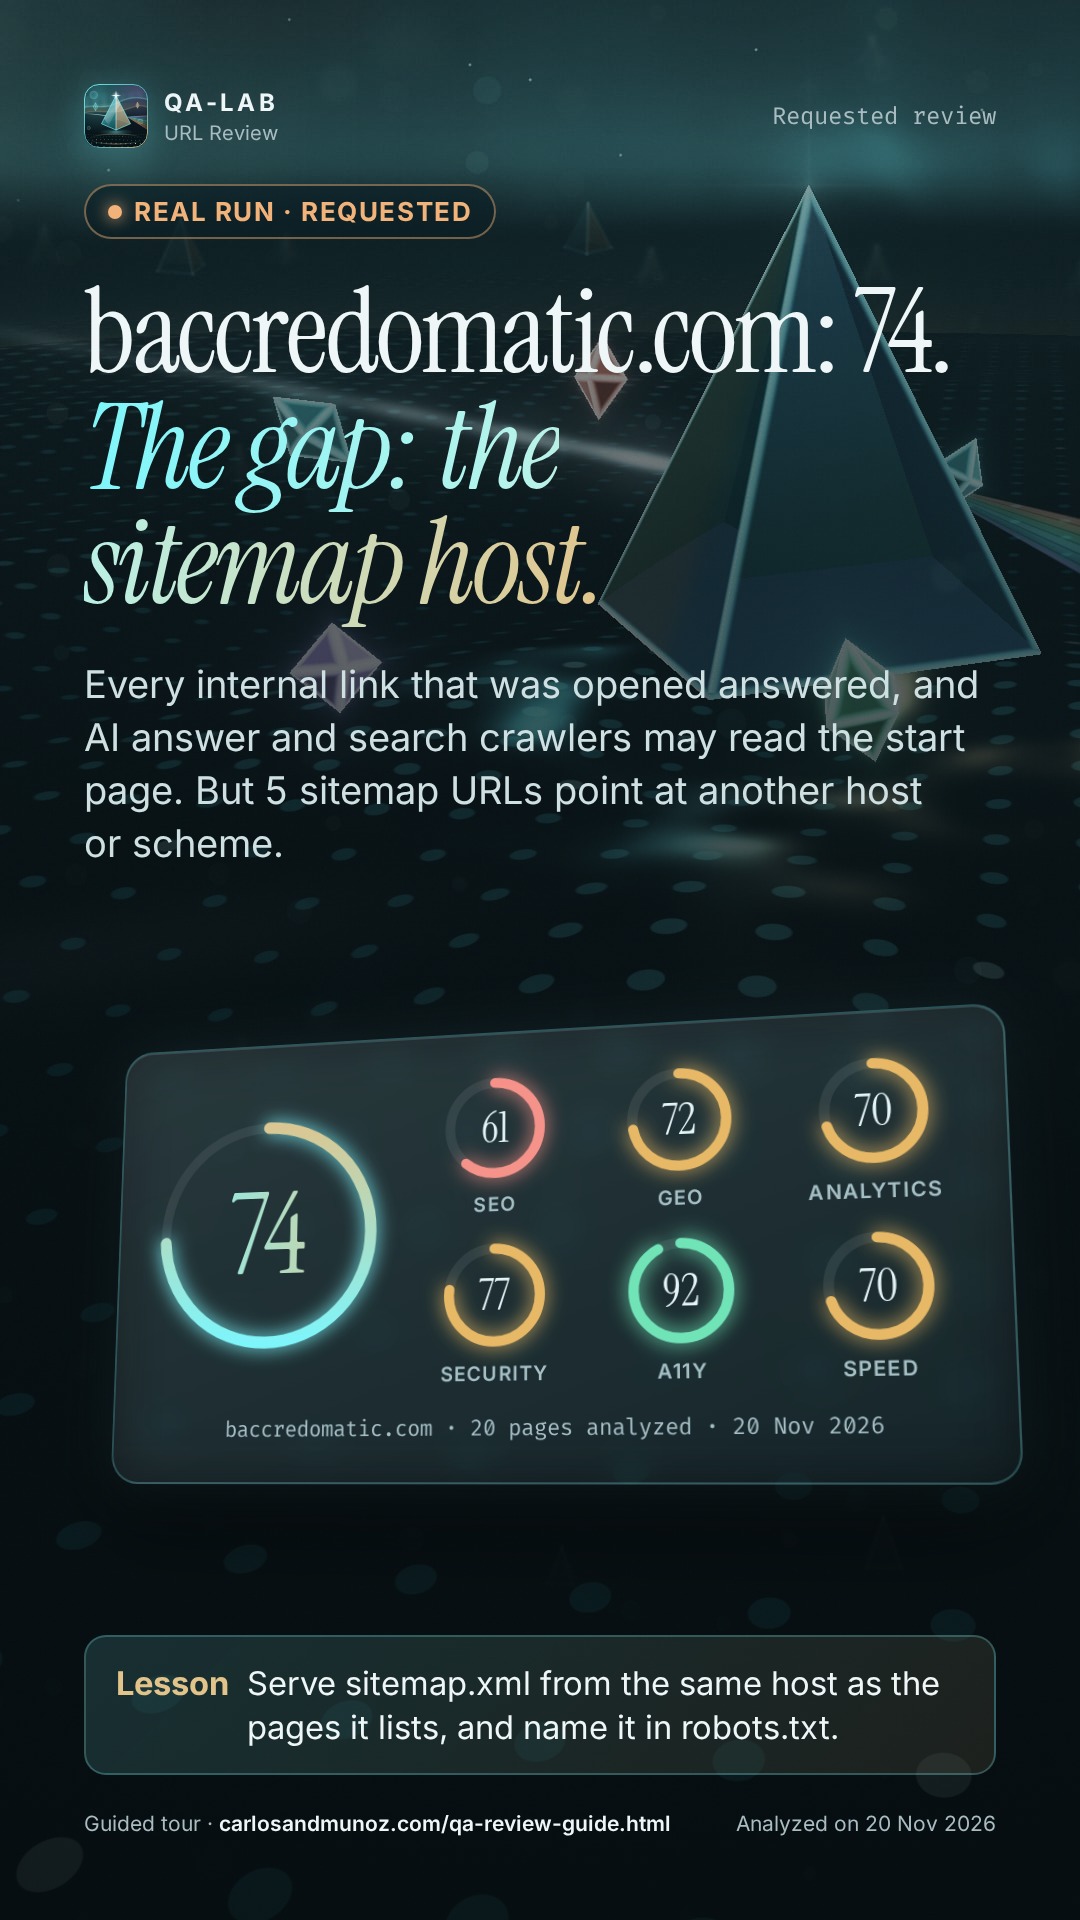 QA-LAB
URL Review
Requested review
REAL RUN · REQUESTED
baccredomatic.com: 74.
The gap: the
sitemap host.
Every internal link that was opened answered, and
AI answer and search crawlers may read the start
page. But 5 sitemap URLs point at another host
or scheme.
74
61
SEO
72
GEO
70
ANALYTICS
77
SECURITY
92
A11Y
70
SPEED
baccredomatic.com · 20 pages analyzed · 20 Nov 2026
Lesson Serve sitemap.xml from the same host as the
pages it lists, and name it in robots.txt.
Guided tour · carlosandmunoz.com/qa-review-guide.html
Analyzed on 20 Nov 2026